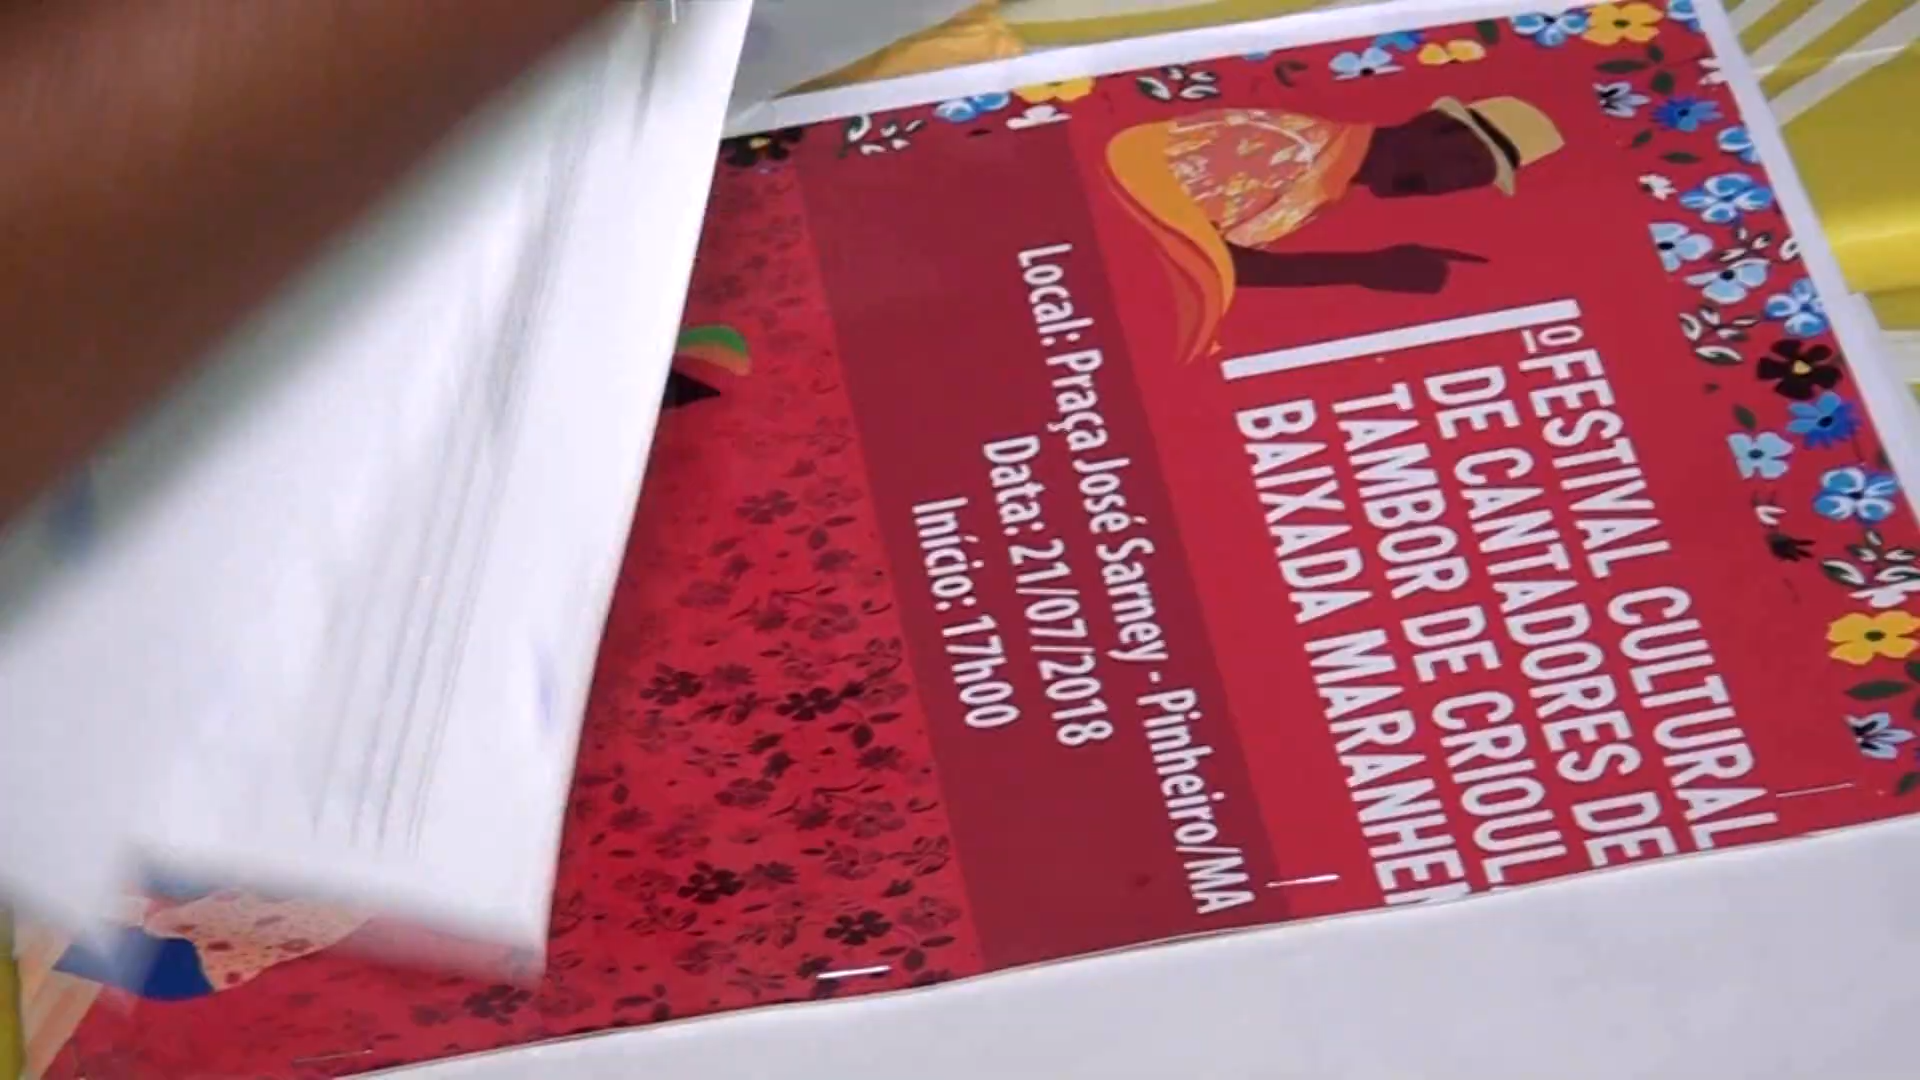 1º FESTIVAL CULTURAL
DE CANTADORES DE
TAMBOR DE CRIOUL
BAIXADA MARANHEN
Local: Praça José Sarney - Pinheiro/MA
Data: 21/07/2018
Início: 17h00